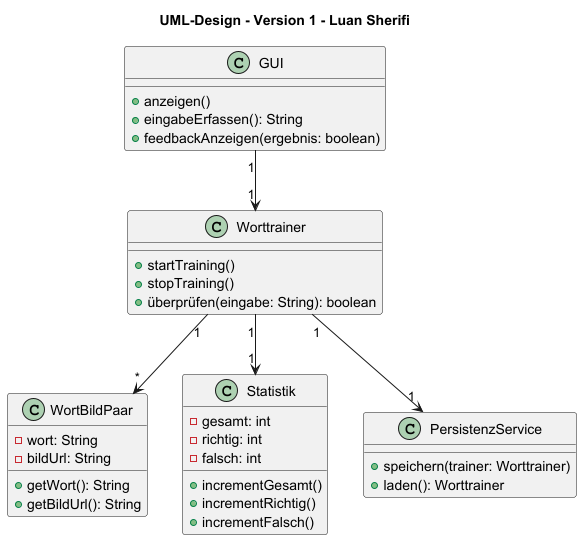 UML-Design - Version 1 - Luan Sherifi
C GUI
anzeigen()
eingabeErfassen(): String
feedbackAnzeigen(ergebnis: boolean)
1
1
C Worttrainer
startTraining()
stopTraining()
überprüfen(eingabe: String): boolean
1
1
1
*
1
1
C WortBildPaar
wort: String
bildUrl: String
getWort(): String
getBildUrl(): String
C Statistik
gesamt: int
richtig: int
falsch: int
incrementGesamt()
incrementRichtig()
incrementFalsch()
C PersistenzService
speichern(trainer: Worttrainer)
laden(): Worttrainer